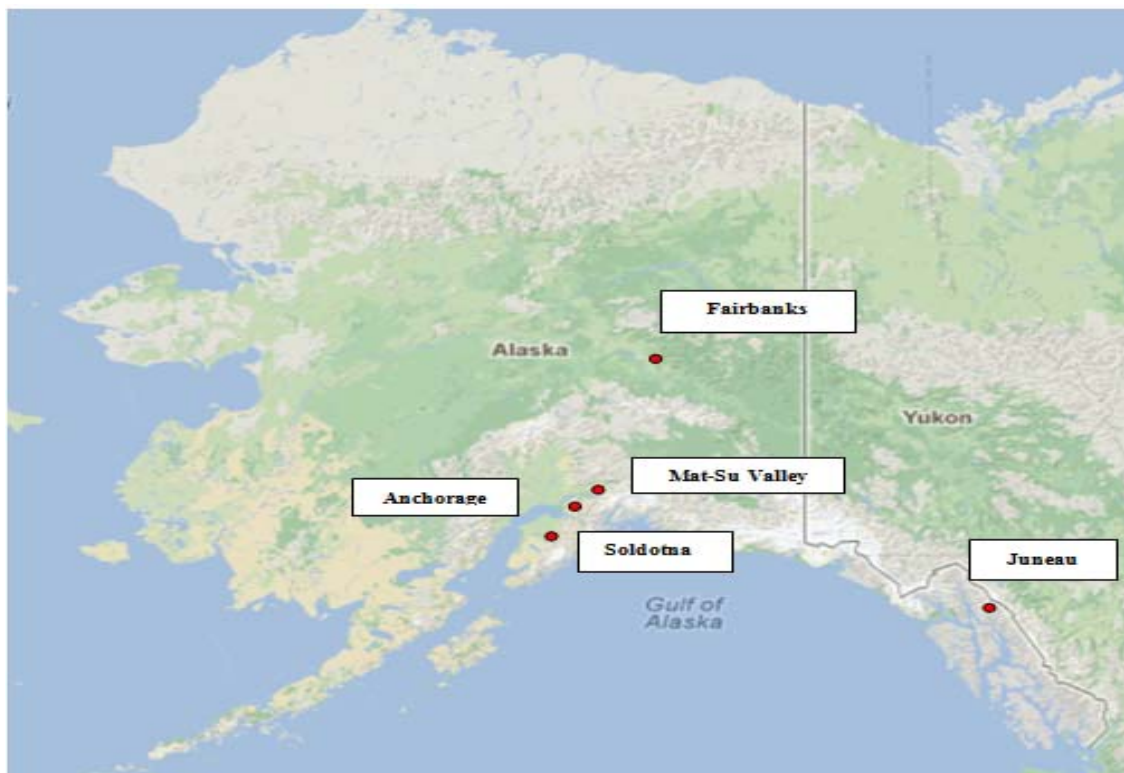 Fairbanks
Alaska
Yukon
Mat-Su Valley
Anchorage
Soldotna
Juneau
Gulf of
Alaska